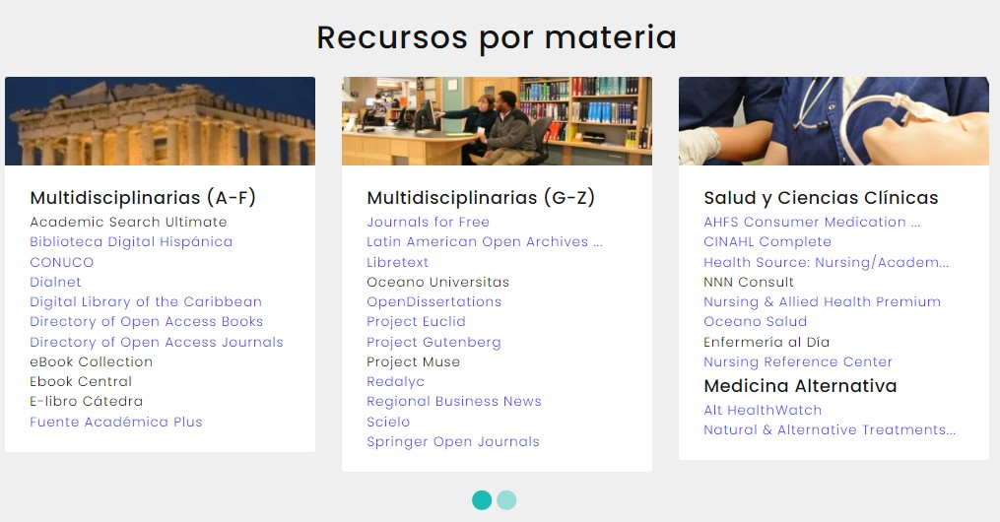 Recursos por materia
Multidisciplinarias (A-F)
Academic Search Ultimate
Biblioteca Digital Hispánica
CONUCO
Dialnet
Digital Library of the Caribbean
Directory of Open Access Books
Directory of Open Access Journals
eBook Collection
Ebook Central
E-libro Cátedra
Fuente Académica Plus
Multidisciplinarias (G-Z)
Journals for Free
Latin American Open Archives ...
Libretext
Oceano Universitas
OpenDissertations
Project Euclid
Project Gutenberg
Project Muse
Redalyc
Regional Business News
Scielo
Springer Open Journals
Salud y Ciencias Clínicas
AHFS Consumer Medication ...
CINAHL Complete
Health Source: Nursing/Academ...
NNN Consult
Nursing & Allied Health Premium
Oceano Salud
Enfermería al Día
Nursing Reference Center
Medicina Alternativa
Alt HealthWatch
Natural & Alternative Treatments...